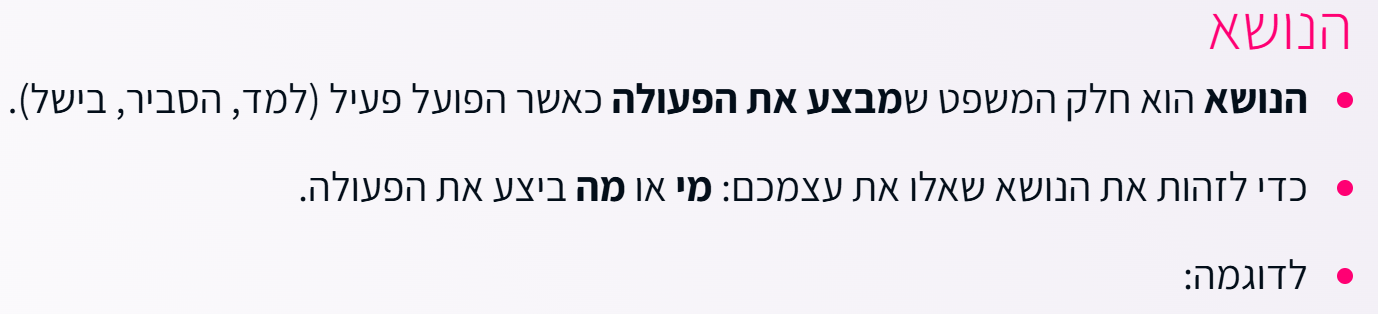 הנושא
הנושא הוא חלק המשפט שמבצע את הפעולה כאשר הפועל פעיל (למד, הסביר, בישל).
כדי לזהות את הנושא שאלו את עצמכם: מי או מה ביצע את הפעולה.
לדוגמה: